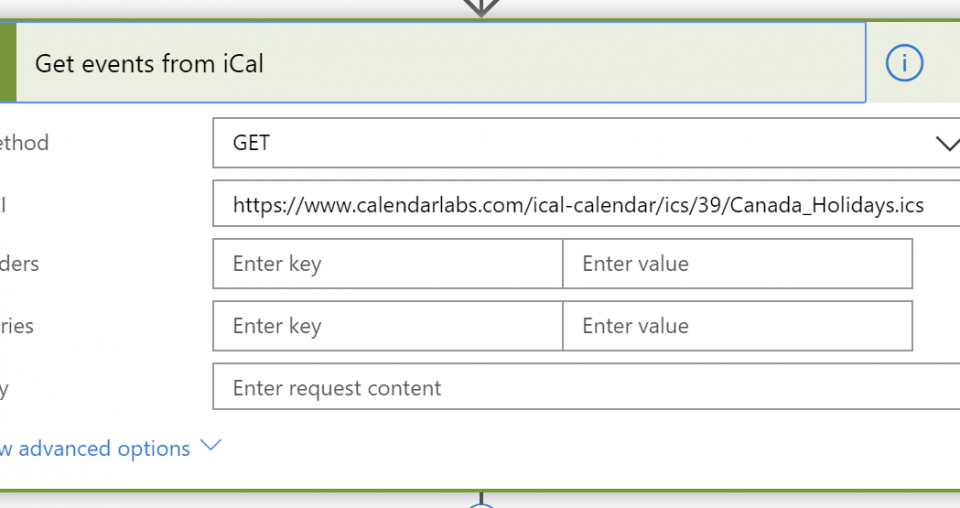 Get events from iCal
ethod GET
I https://www.calendarlabs.com/ical-calendar/ics/39/Canada_Holidays.ics
ders Enter key Enter value
ries Enter key Enter value
y Enter request content
w advanced options